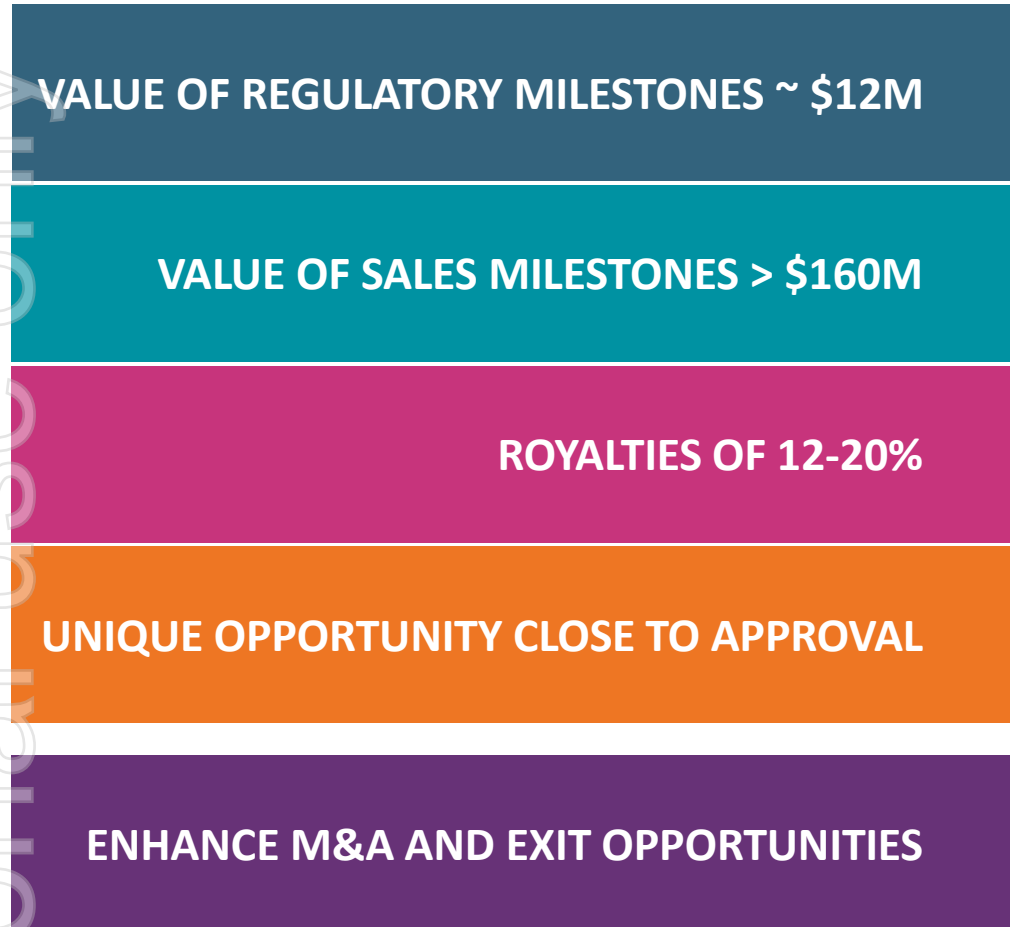 VALUE OF REGULATORY MILESTONES ~ $12M
VALUE OF SALES MILESTONES > $160M
ROYALTIES OF 12-20%
UNIQUE OPPORTUNITY CLOSE TO APPROVAL
ENHANCE M&A AND EXIT OPPORTUNITIES